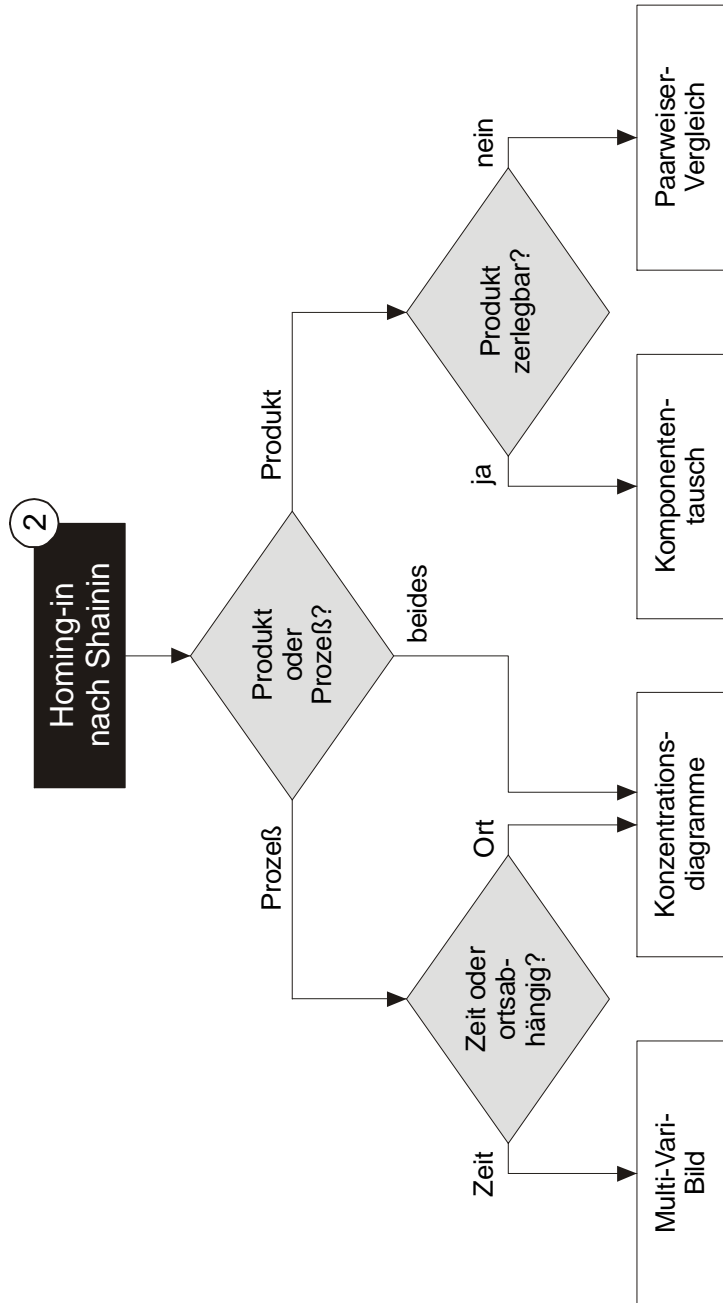 2
Homing-in
nach Shainin
Produkt
oder
Prozeß?
Prozeß
beides
Produkt
Zeit oder
ortsab-
hängig?
Zeit
Ort
Produkt
zerlegbar?
ja
nein
Multi-Vari-
Bild
Konzentrations-
diagramme
Komponenten-
tausch
Paarweiser-
Vergleich